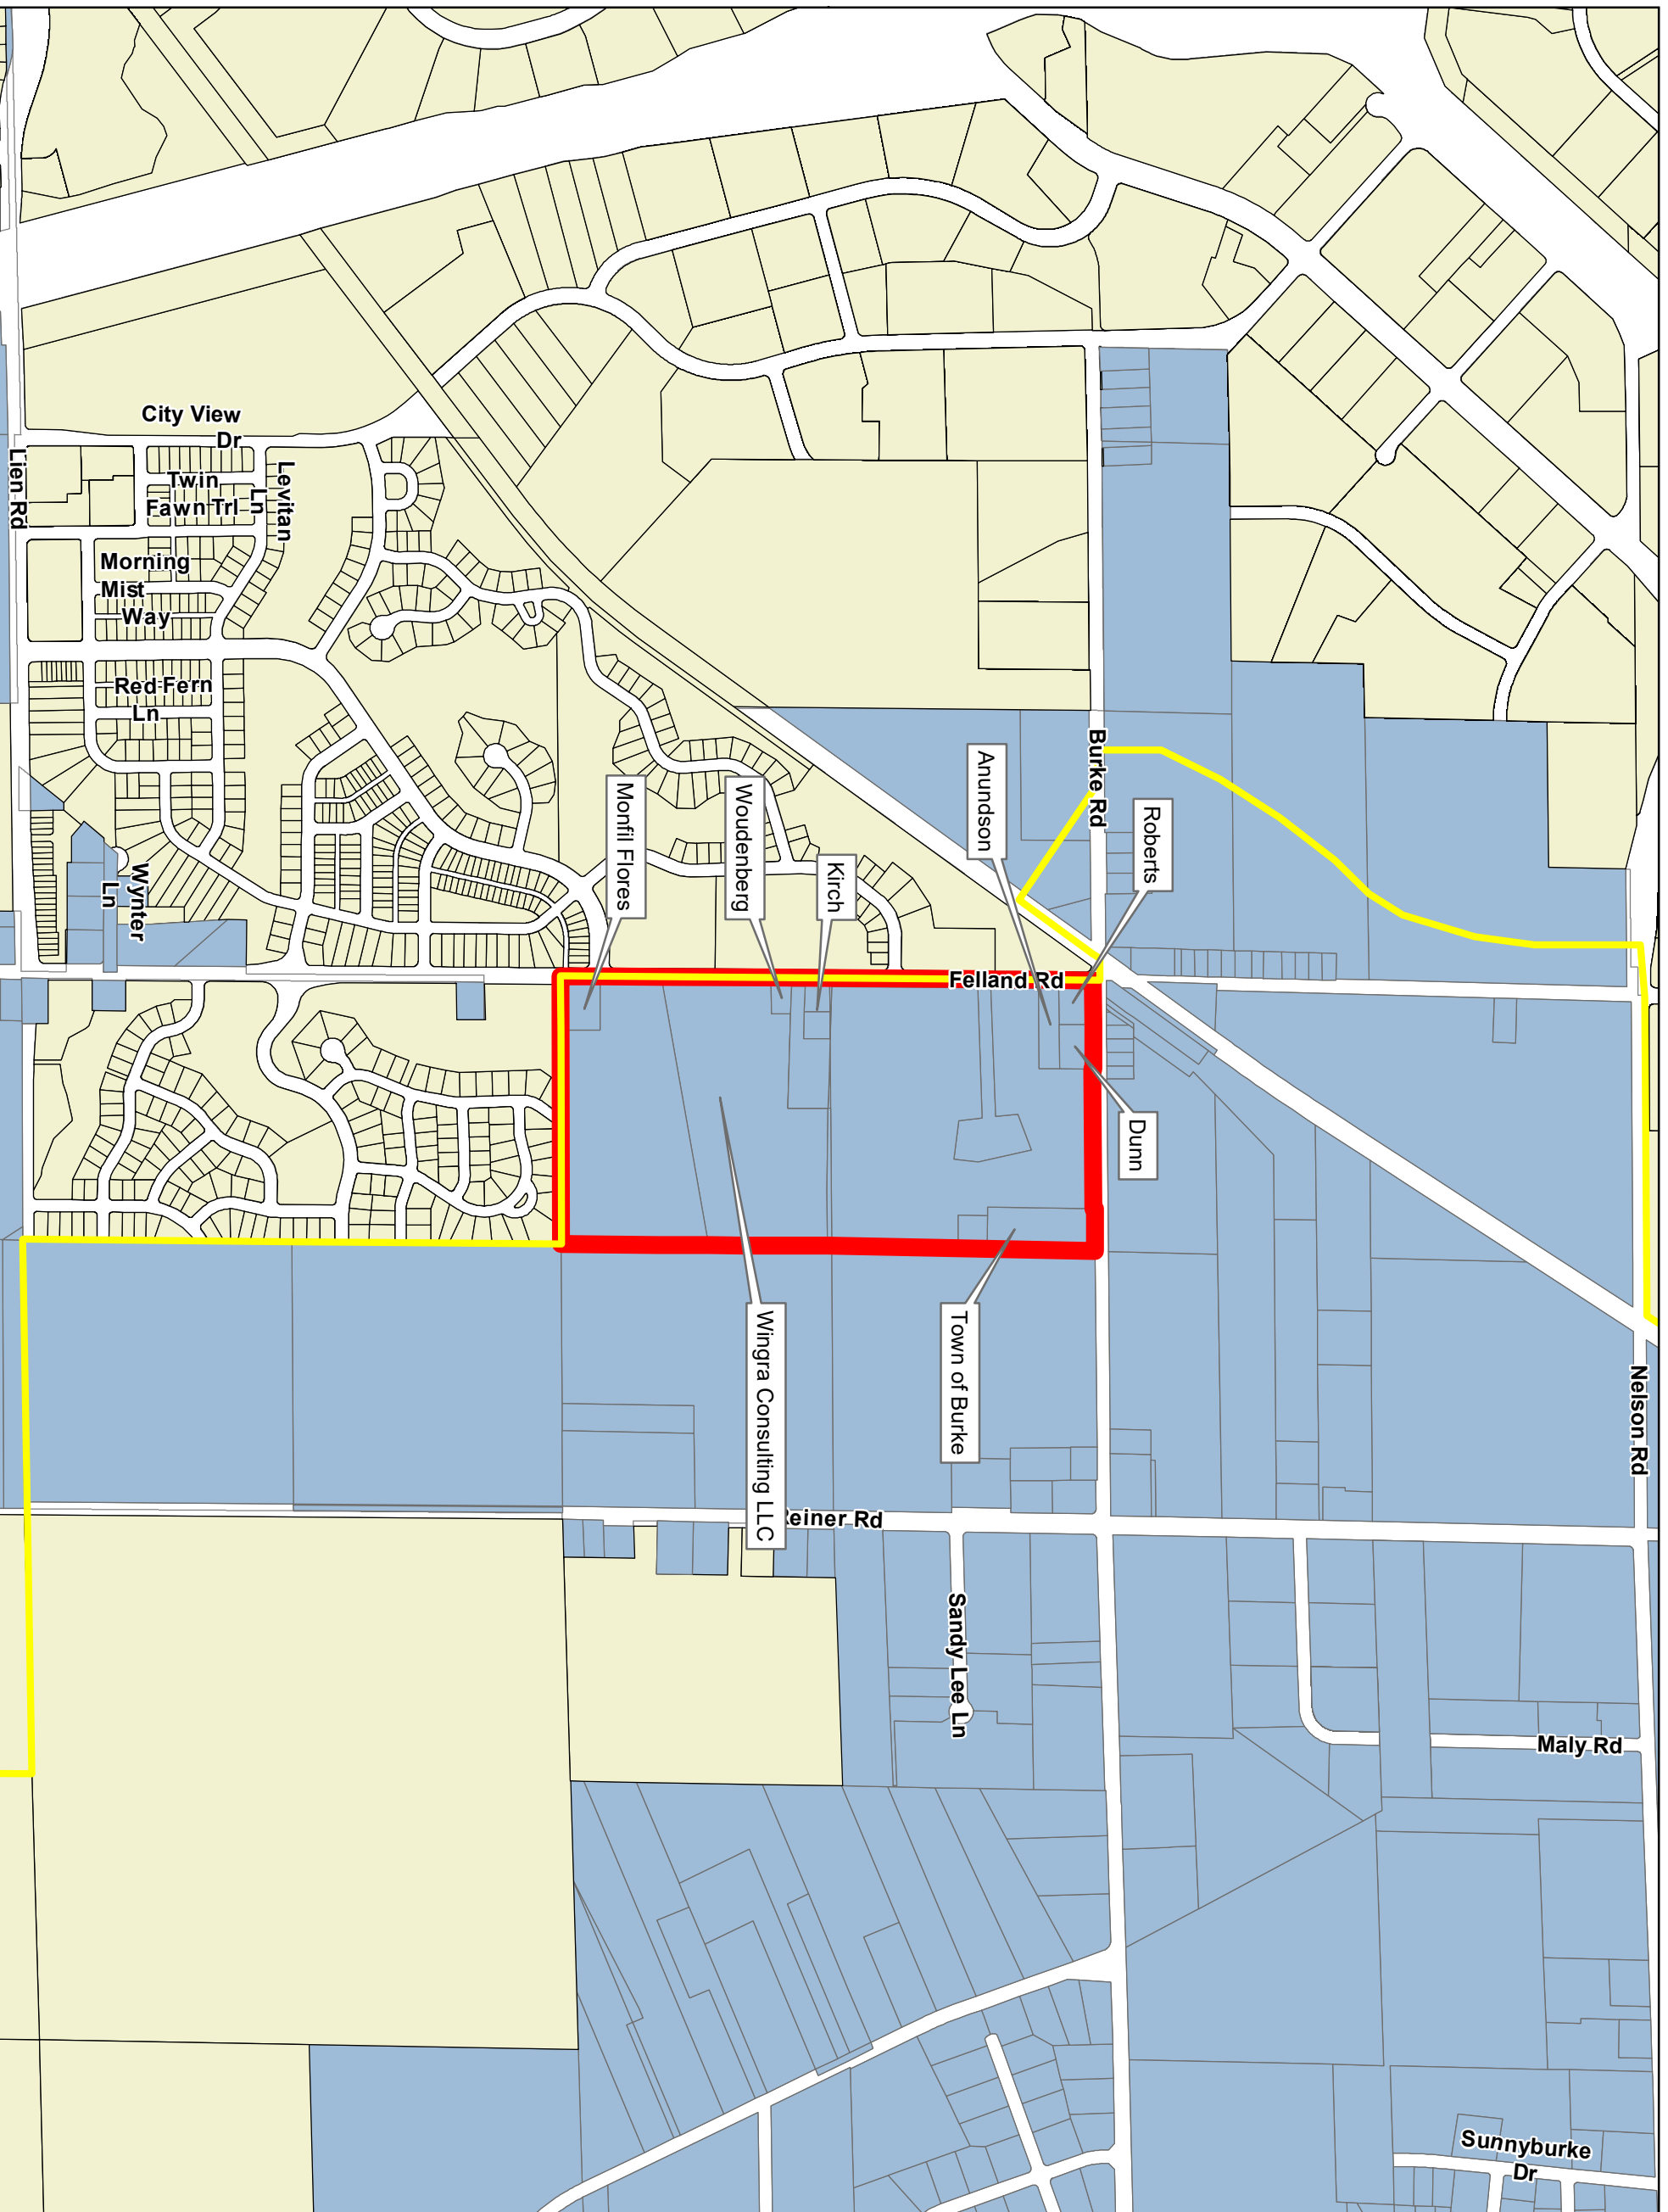 City View
Dr
Lien Rd
Levitan
Ln
Twin
Fawn Trl
Morning
Mist
Way
Red Fern
Ln
Wynter
Ln
Monfil Flores
Woudenberg
Kirch
Anundson
Burke Rd
Roberts
Felland Rd
Dunn
Wingra Consulting LLC
Town of Burke
Nelson Rd
Reiner Rd
Sandy Lee Ln
Maly Rd
Sunnyburke
Dr